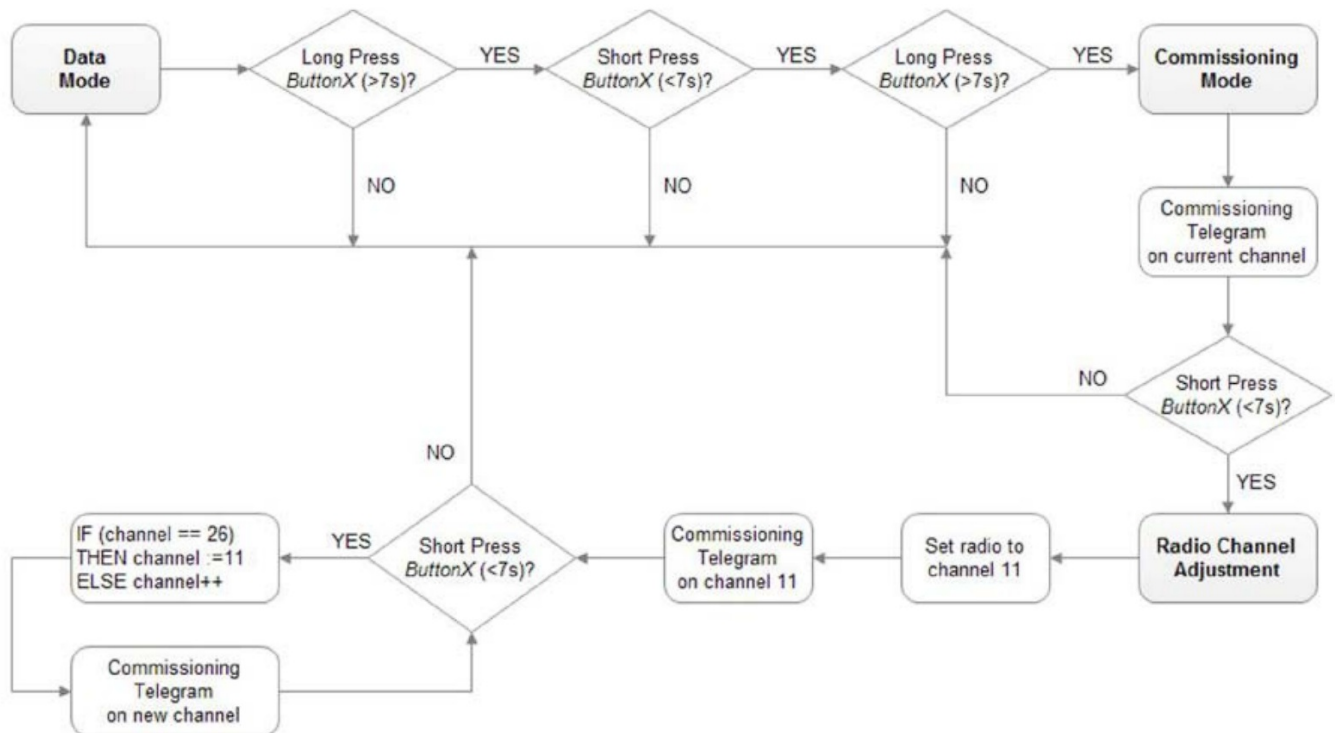 Data
Mode
Long Press
ButtonX (>7s)?
YES
Short Press
ButtonX (<7s)?
YES
Long Press
ButtonX (>7s)?
YES
Commissioning
Mode
NO
NO
NO
Commissioning
Telegram
on current channel
NO
Short Press
ButtonX (<7s)?
YES
NO
IF (channel == 26)
THEN channel :=11
ELSE channel++
YES
Short Press
ButtonX (<7s)?
Commissioning
Telegram
on channel 11
Set radio to
channel 11
Radio Channel
Adjustment
Commissioning
Telegram
on new channel